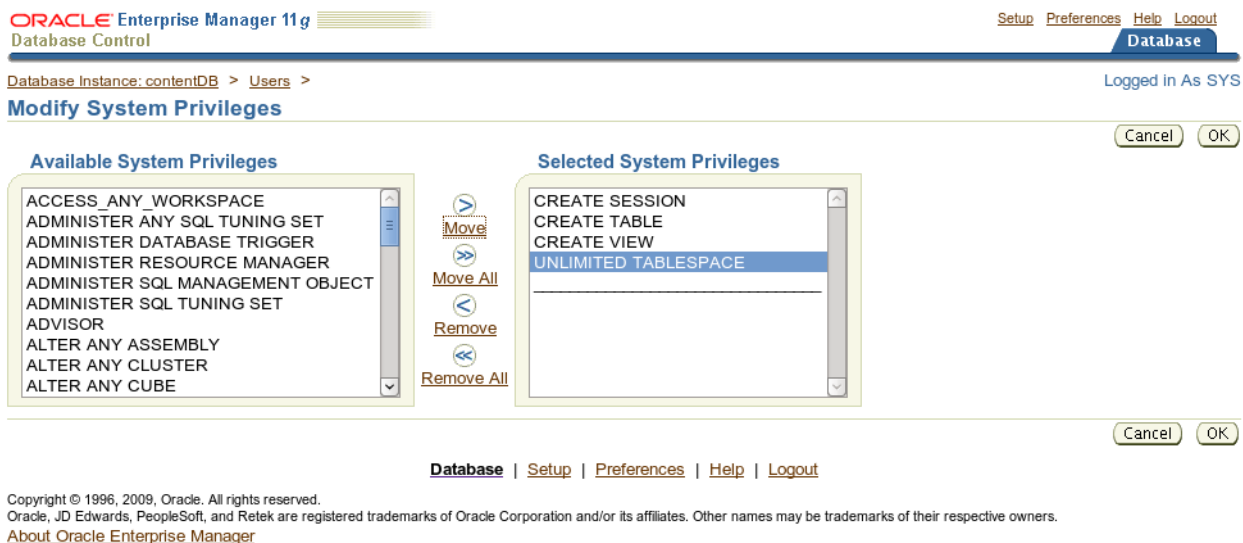 ORACLE Enterprise Manager 11g
Database Control
Setup Preferences Help Logout
Database
Database Instance: contentDB > Users >
Logged in As SYS
Modify System Privileges
Cancel OK
Available System Privileges
ACCESS_ANY_WORKSPACE
ADMINISTER ANY SQL TUNING SET
ADMINISTER DATABASE TRIGGER
ADMINISTER RESOURCE MANAGER
ADMINISTER SQL MANAGEMENT OBJECT
ADMINISTER SQL TUNING SET
ADVISOR
ALTER ANY ASSEMBLY
ALTER ANY CLUSTER
ALTER ANY CUBE
Move
Move All
Remove
Remove All
Selected System Privileges
CREATE SESSION
CREATE TABLE
CREATE VIEW
UNLIMITED TABLESPACE
Cancel OK
Database | Setup | Preferences | Help | Logout
Copyright © 1996, 2009, Oracle. All rights reserved.
Oracle, JD Edwards, PeopleSoft, and Retek are registered trademarks of Oracle Corporation and/or its affiliates. Other names may be trademarks of their respective owners.
About Oracle Enterprise Manager